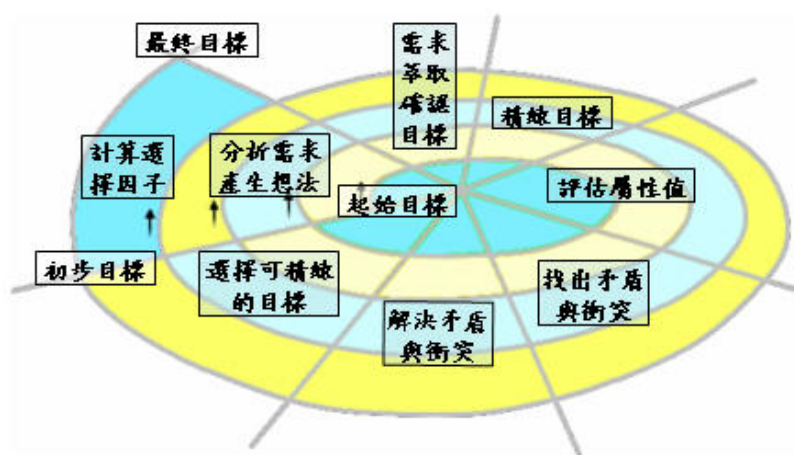 最終目標
需求
萃取
確認
目標
精練目標
計算選
擇因子
分析需求
產生想法
起始目標
評估屬性值
初步目標
選擇可精練
的目標
找出矛盾
與衝突
解決矛盾
與衝突